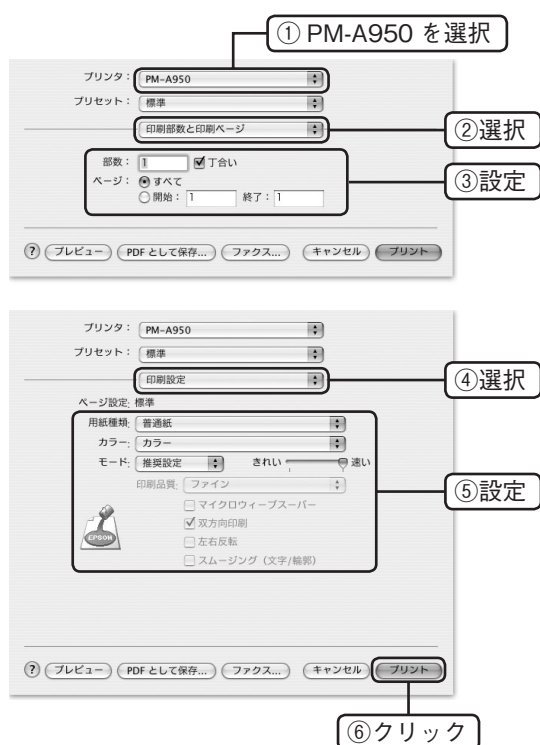 ① PM-A950 を選択
プリンタ： PM-A950
プリセット： 標準
印刷部数と印刷ページ
②選択
部数： 1 丁合い
③設定
ページ： すべて
開始： 1 終了： 1
? プレビュー PDF として保存... ファクス... キャンセル プリント
プリンタ： PM-A950
プリセット： 標準
印刷設定
④選択
ページ設定: 標準
用紙種類: 普通紙
カラー: カラー
モード: 推奨設定 きれい 速い
印刷品質: ファイン
⑤設定
マイクロウィーブスーパー
双方向印刷
EPSON
左右反転
スムージング（文字/輪郭）
? プレビュー PDF として保存... ファクス... キャンセル プリント
⑥クリック